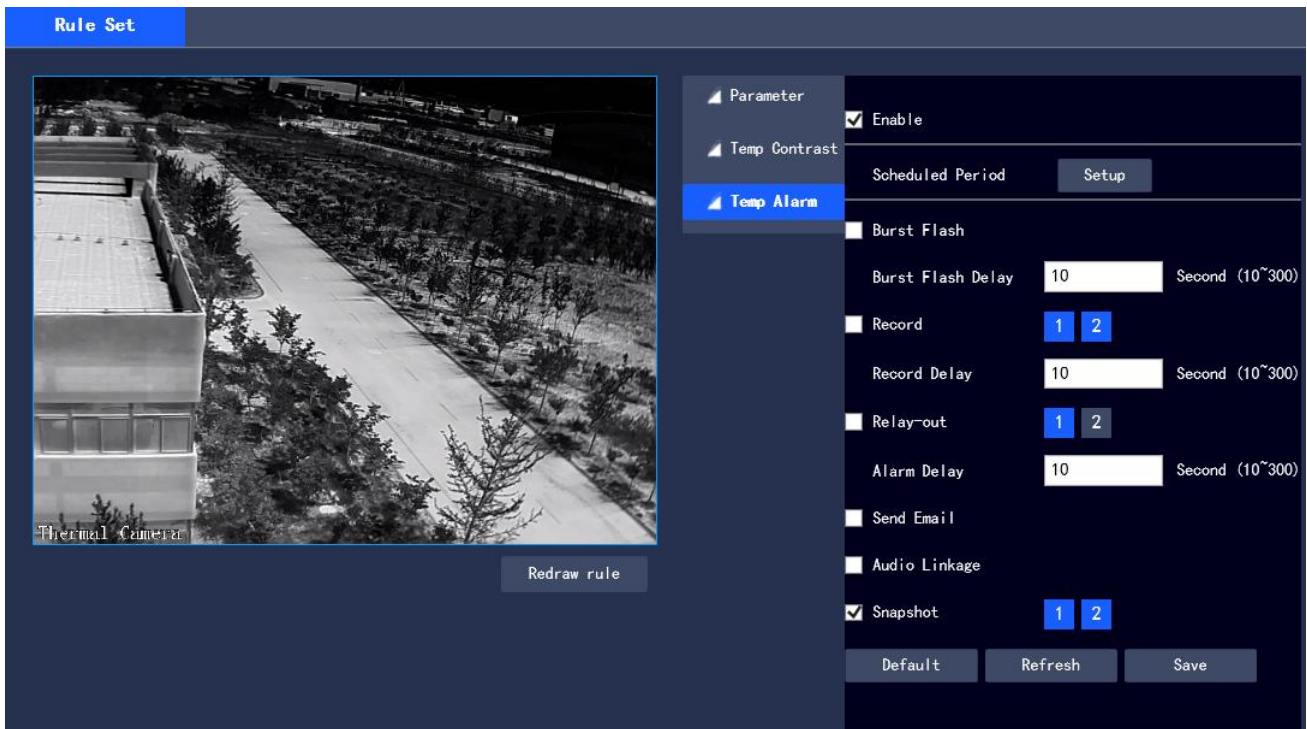 Rule Set
Parameter
Temp Contrast
Temp Alarm
Enable
Scheduled Period Setup
Burst Flash
Burst Flash Delay 10 Second (10~300)
Record 1 2
Record Delay 10 Second (10~300)
Relay-out 1 2
Alarm Delay 10 Second (10~300)
Send Email
Audio Linkage
Snapshot 1 2
Default Refresh Save
Thermal Camera
Redraw rule